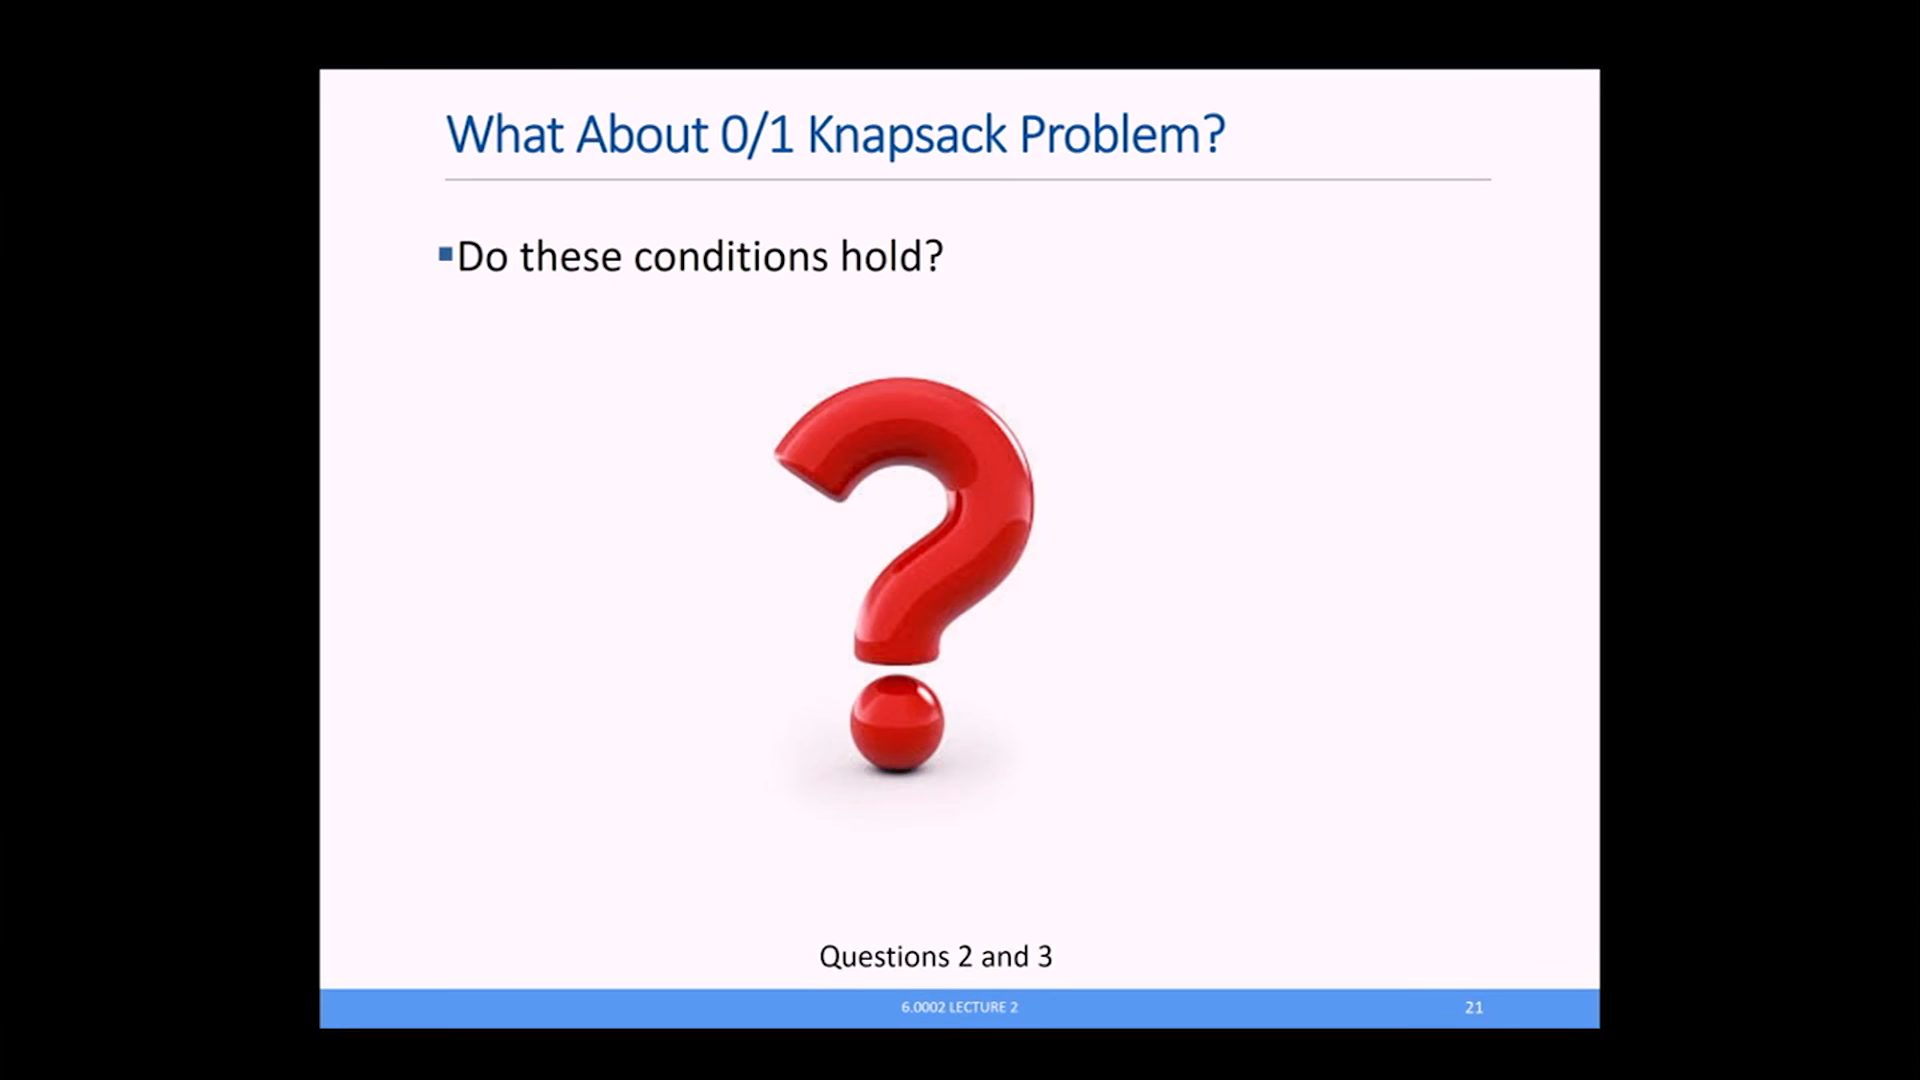 What About 0/1 Knapsack Problem?
▪Do these conditions hold?
Questions 2 and 3
6.0002 LECTURE 2
21